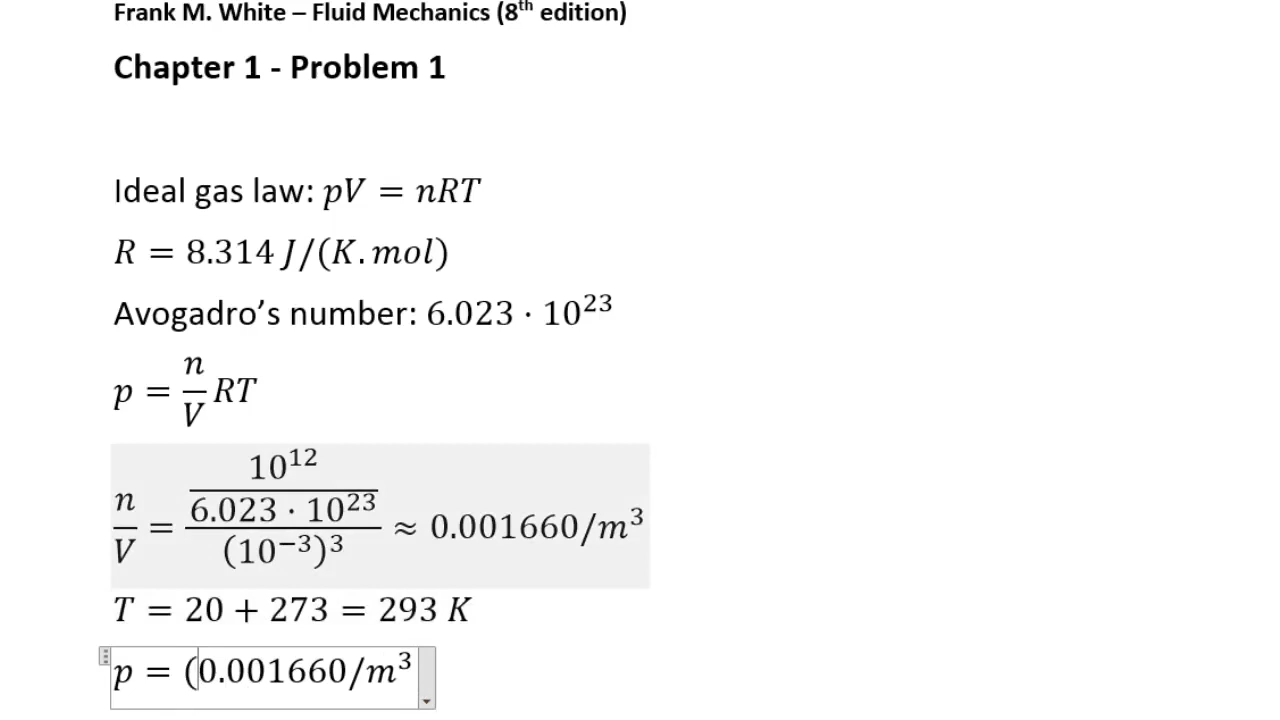 Frank M. White – Fluid Mechanics (8th edition)
Chapter 1 - Problem 1
Ideal gas law: pV = nRT
R = 8.314 J/(K.mol)
Avogadro’s number: 6.023 · 10^23
p = n/V RT
n/V = (10^12/(6.023 · 10^23))/(10^−3)^3 ≈ 0.001660/m^3
T = 20 + 273 = 293 K
p = (0.001660/m^3